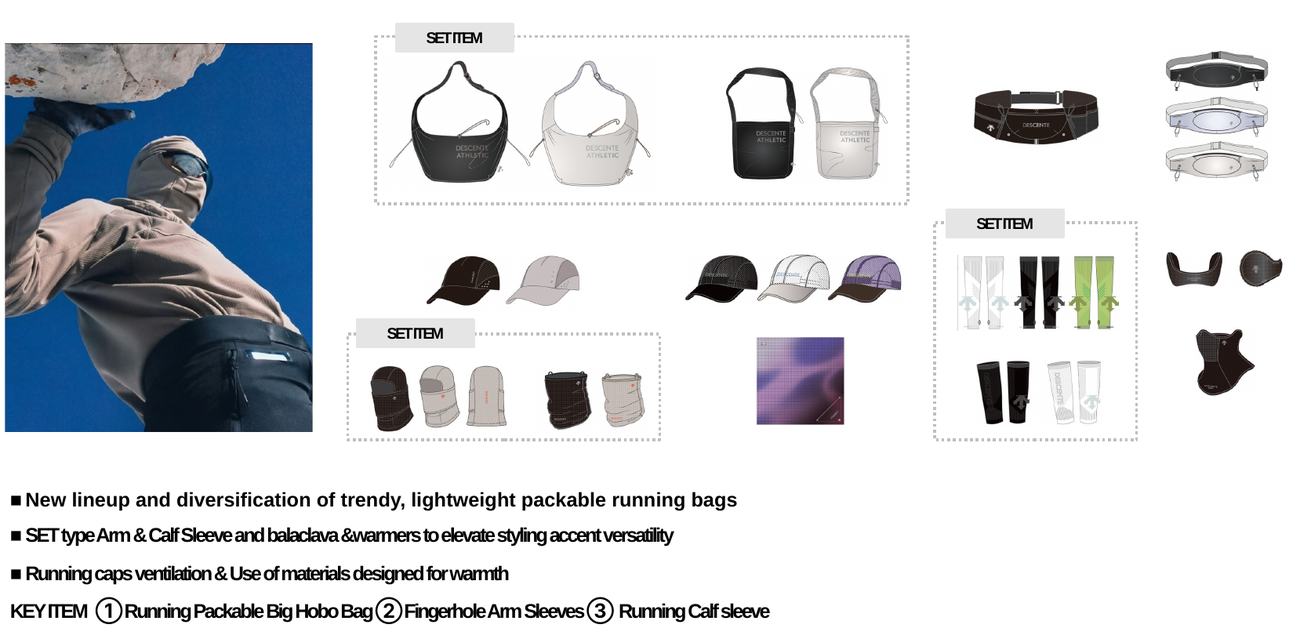 SET ITEM
DESCENTE
ATHLETIC
DESCENTE
ATHLETIC
DESCENTE
ATHLETIC
DESCENTE
ATHLETIC
DESCENTE
SET ITEM
SET ITEM
DESCENTE
■ New lineup and diversification of trendy, lightweight packable running bags
■ SET type Arm & Calf Sleeve and balaclava &warmers to elevate styling accent versatility
■ Running caps ventilation & Use of materials designed for warmth
KEY ITEM ① Running Packable Big Hobo Bag ② Fingerhole Arm Sleeves ③ Running Calf sleeve